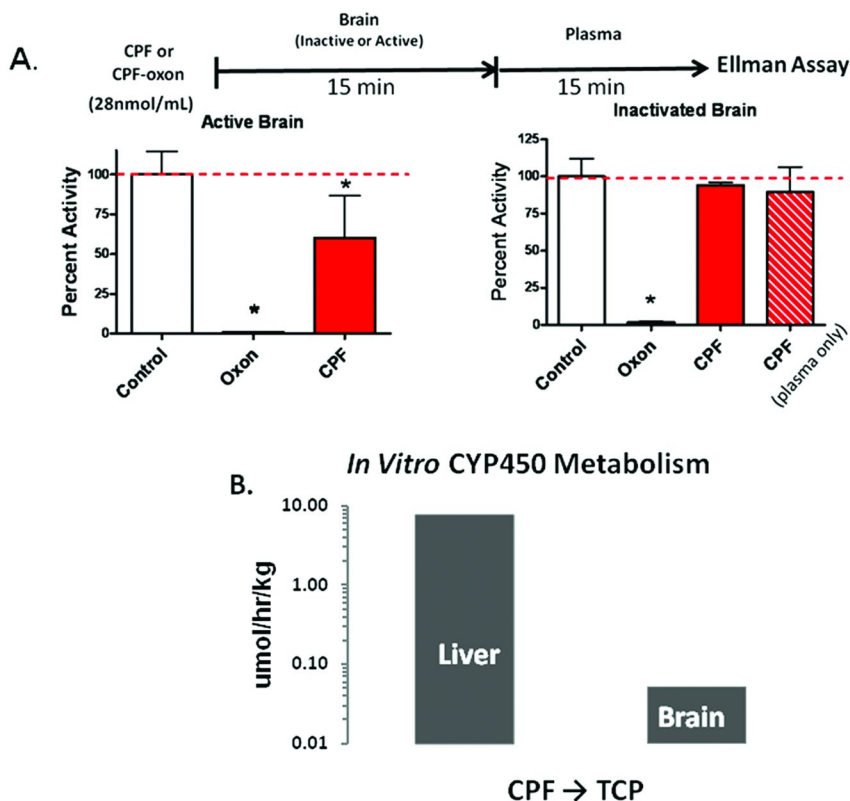 A.
CPF or
CPF-oxon
(28nmol/mL)
Brain
(Inactive or Active)
15 min
Plasma
15 min
Ellman Assay
Active Brain
Percent Activity
100
75
50
25
0
*
*
Control
Oxon
CPF
Inactivated Brain
Percent Activity
125
100
75
50
25
0
*
Control
Oxon
CPF
CPF
(plasma only)
In Vitro CYP450 Metabolism
B.
umol/hr/kg
10.00
1.00
0.10
0.01
Liver
Brain
CPF → TCP